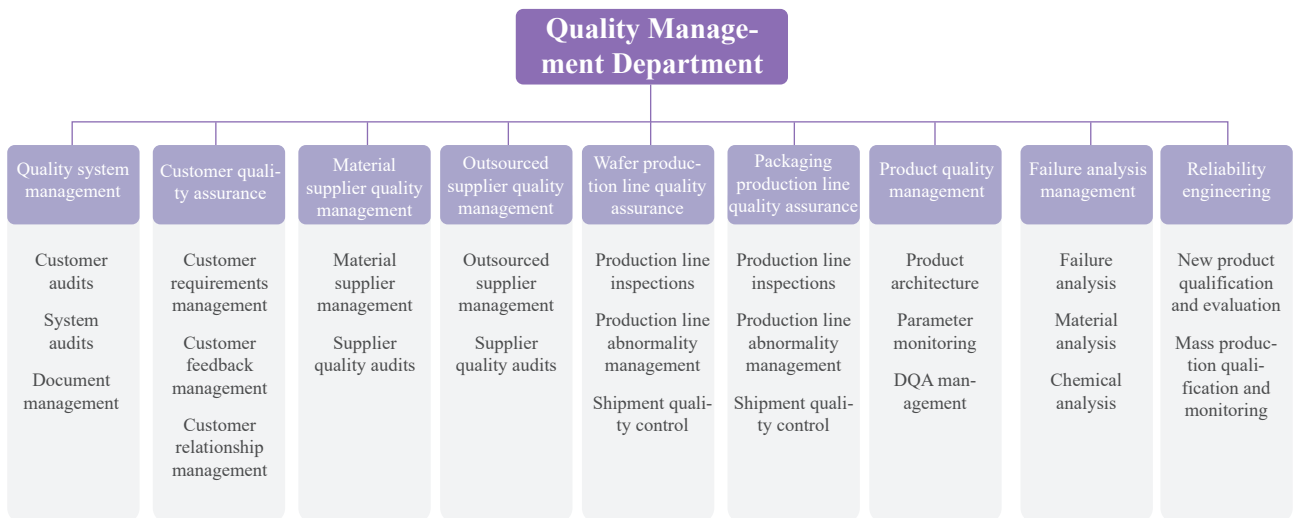 Quality Manage-
ment Department
Quality system
management
Customer
audits
System
audits
Document
management
Customer quali-
ty assurance
Customer
requirements
management
Customer
feedback
management
Customer
relationship
management
Material
supplier quality
management
Material
supplier
management
Supplier
quality audits
Outsourced
supplier quality
management
Outsourced
supplier
management
Supplier
quality audits
Wafer produc-
tion line quality
assurance
Production line
inspections
Production line
abnormality
management
Shipment quali-
ty control
Packaging
production line
quality assurance
Production line
inspections
Production line
abnormality
management
Shipment quali-
ty control
Product quality
management
Product
architecture
Parameter
monitoring
DQA man-
agement
Failure analysis
management
Failure
analysis
Material
analysis
Chemical
analysis
Reliability
engineering
New product
qualification
and evaluation
Mass produc-
tion quali-
fication and
monitoring